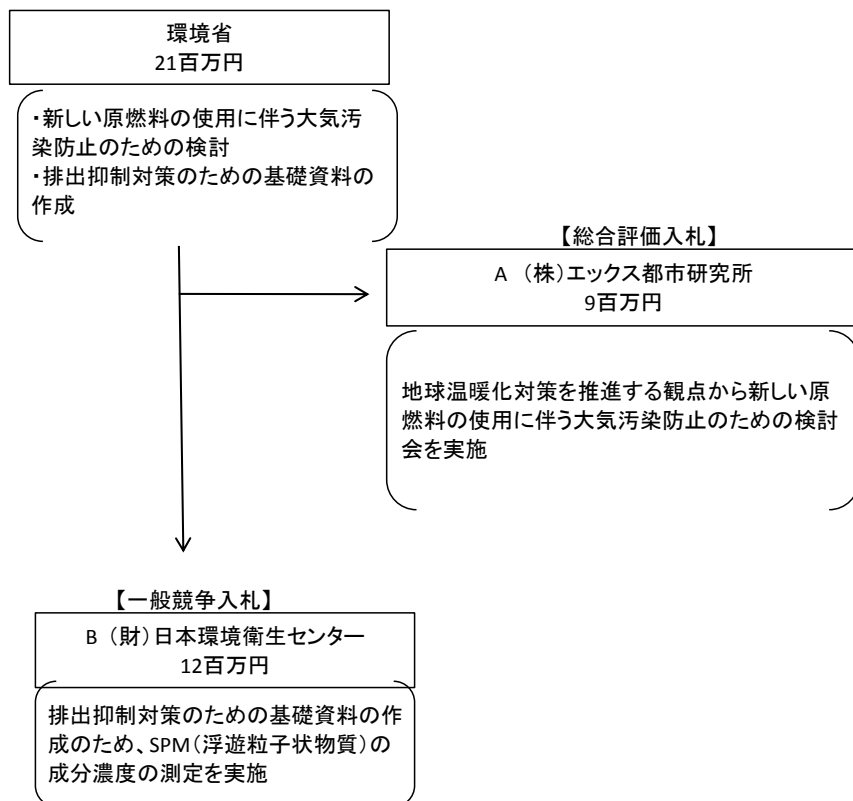 環境省
21百万円
・新しい原燃料の使用に伴う大気汚
染防止のための検討
・排出抑制対策のための基礎資料の
作成
【総合評価入札】
A (株)エックス都市研究所
9百万円
地球温暖化対策を推進する観点から新しい原
燃料の使用に伴う大気汚染防止のための検討
会を実施
【一般競争入札】
B (財)日本環境衛生センター
12百万円
排出抑制対策のための基礎資料の作
成のため、SPM(浮遊粒子状物質)の
成分濃度の測定を実施